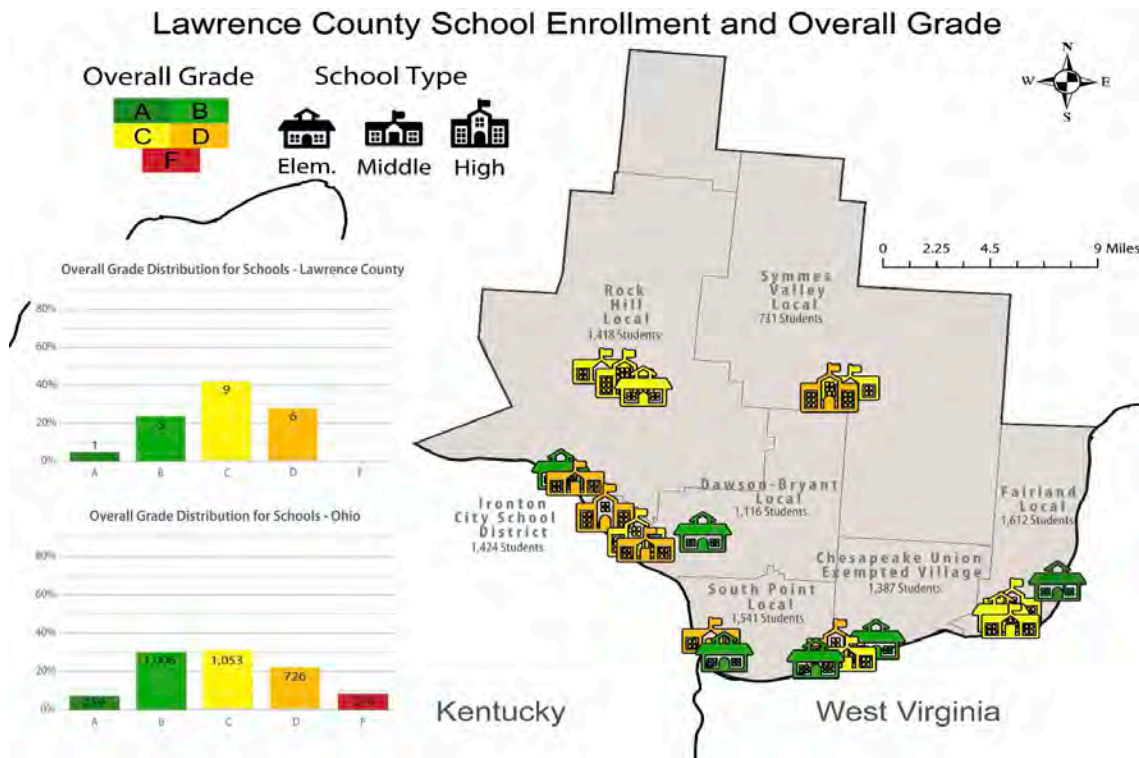 Lawrence County School Enrollment and Overall Grade
Overall Grade
A B
C D
F
School Type
Elem. Middle High
N
W E
S
0 2.25 4.5 9 Miles
Overall Grade Distribution for Schools - Lawrence County
80%
60%
40%
20%
0%
1
5
9
6
A B C D F
Overall Grade Distribution for Schools - Ohio
80%
60%
40%
20%
0%
1,006
1,053
726
A B C D F
Rock
Hill
Local
1,418 Students
Symmes
Valley
Local
731 Students
Ironton
City School
District
1,424 Students
Dawson-Bryant
Local
1,116 Students
Fairland
Local
1,612 Students
Chesapeake Union
Exempted Village
1,387 Students
South Point
Local
1,541 Students
Kentucky
West Virginia